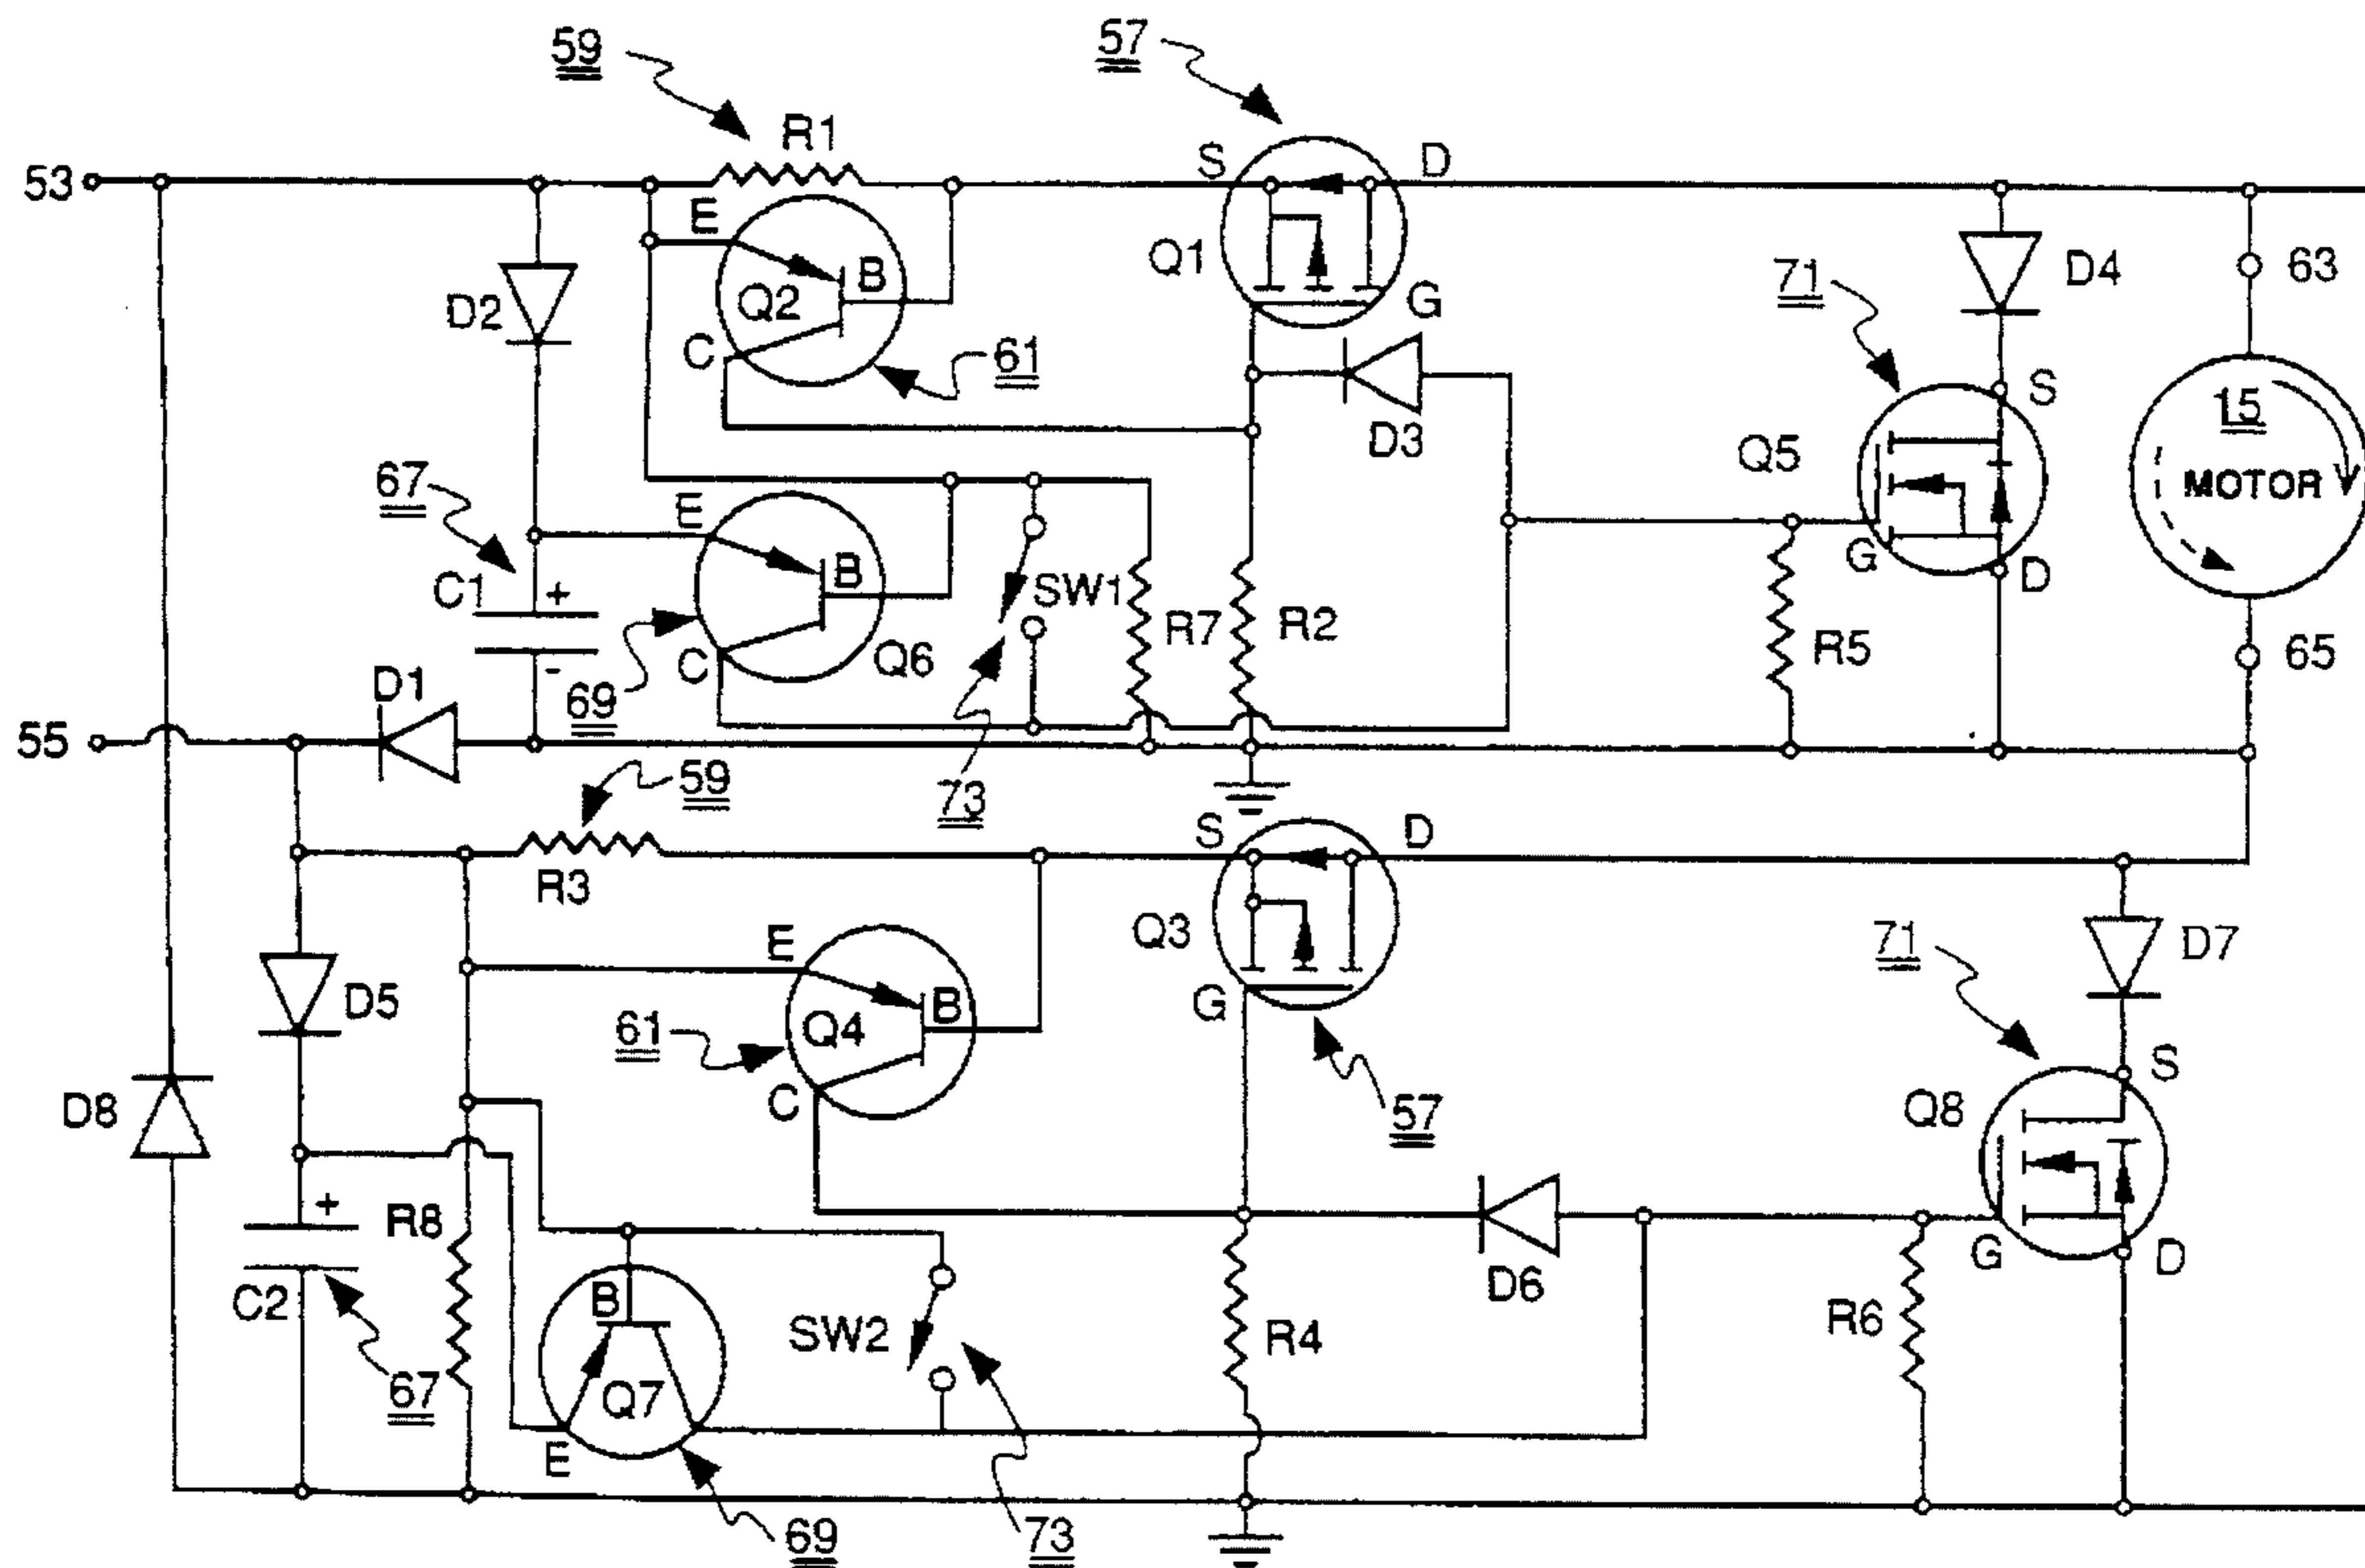 59
57
R1
53
S
D
E
Q1
B
63
D4
71
Q2
D2
G
C
61
S
15
D3
Q5
67
MOTOR
E
B
C1
+
SW1
G
D
R7
R2
R5
65
C
Q6
-
D1
69
55
59
73
S
D
R3
Q3
71
D7
E
B
G
D5
61
Q4
S
C
Q8
D8
57
+
R8
G
D
C2
B
D6
SW2
R4
R6
67
Q7
E
69
73